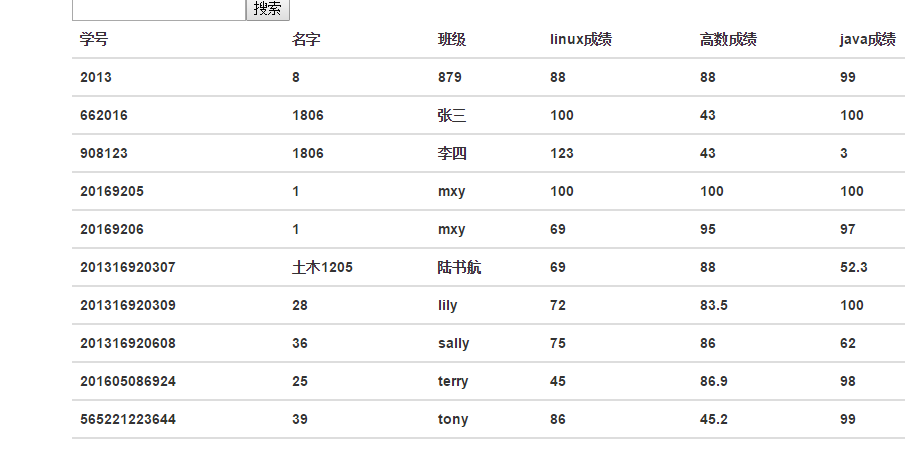 搜索
学号 名字 班级 linux成绩 高数成绩 java成绩
2013 8 879 88 88 99
662016 1806 张三 100 43 100
908123 1806 李四 123 43 3
20169205 1 mxy 100 100 100
20169206 1 mxy 69 95 97
201316920307 土木1205 陆书航 69 88 52.3
201316920309 28 lily 72 83.5 100
201316920608 36 sally 75 86 62
201605086924 25 terry 45 86.9 98
565221223644 39 tony 86 45.2 99